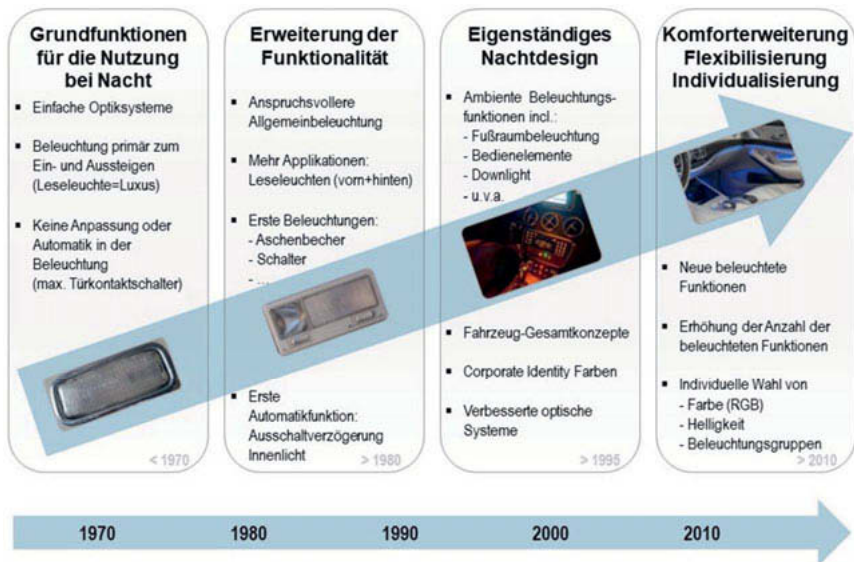 Grundfunktionen
für die Nutzung
bei Nacht
▪ Einfache Optiksysteme
▪ Beleuchtung primär zum
Ein- und Aussteigen
(Leseleuchte=Luxus)
▪ Keine Anpassung oder
Automatik in der
Beleuchtung
(max. Türkontaktschalter)
< 1970
Erweiterung der
Funktionalität
▪ Anspruchsvollere
Allgemeinbeleuchtung
▪ Mehr Applikationen:
Leseleuchten (vorn+hinten)
▪ Erste Beleuchtungen:
- Aschenbecher
- Schalter
- ...
▪ Erste
Automatikfunktion:
Ausschaltverzögerung
Innenlicht
> 1980
Eigenständiges
Nachtdesign
▪ Ambiente Beleuchtungs-
funktionen incl.:
- Fußraumbeleuchtung
- Bedienelemente
- Downlight
- u.v.a.
▪ Fahrzeug-Gesamtkonzepte
▪ Corporate Identity Farben
▪ Verbesserte optische
Systeme
> 1995
Komforterweiterung
Flexibilisierung
Individualisierung
▪ Neue beleuchtete
Funktionen
▪ Erhöhung der Anzahl der
beleuchteten Funktionen
▪ Individuelle Wahl von
- Farbe (RGB)
- Helligkeit
- Beleuchtungsgruppen
> 2010
1970 1980 1990 2000 2010